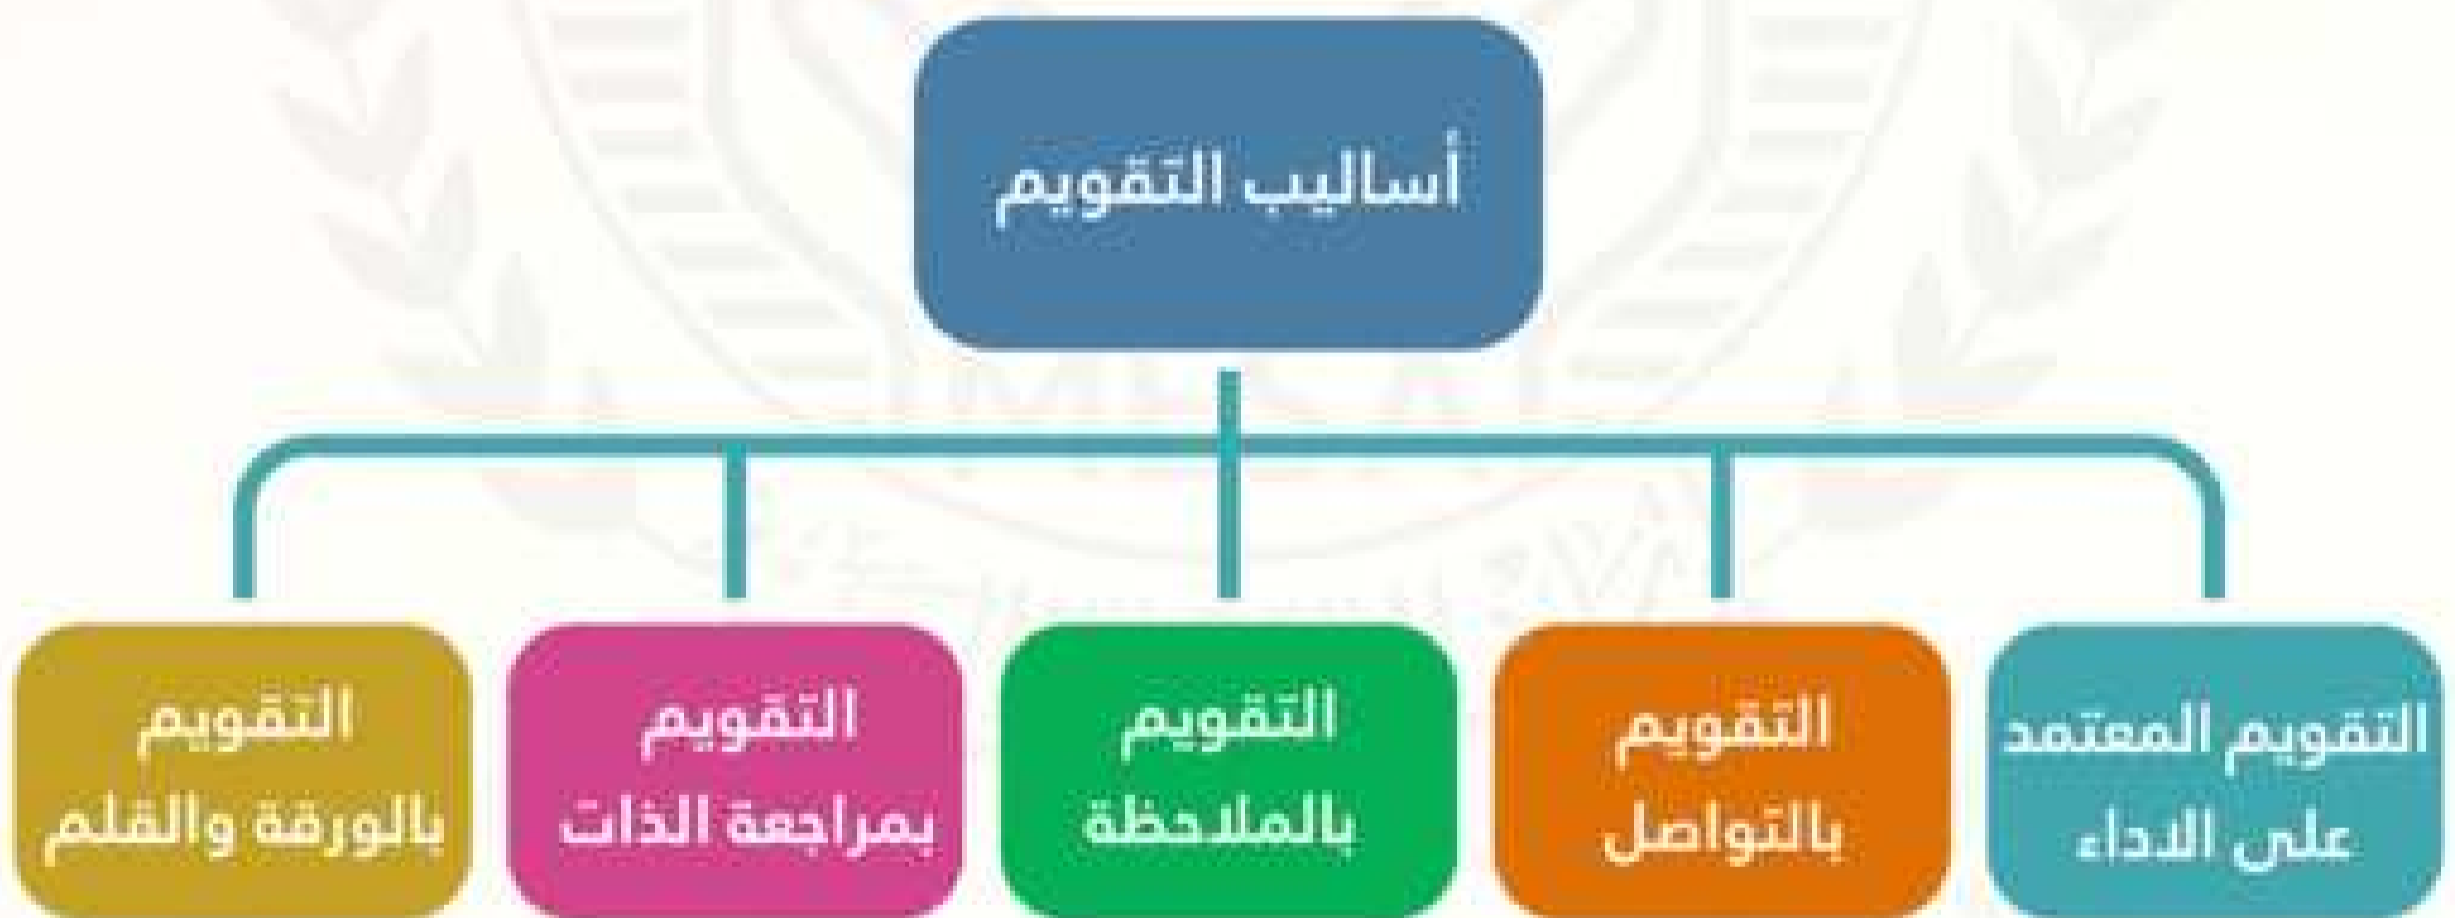 أساليب التقويم
التقويم المعتمد
على الاداء
التقويم
بالتواصل
التقويم
بالملاحظة
التقويم
بمراجعة الذات
التقويم
بالورقة والقلم